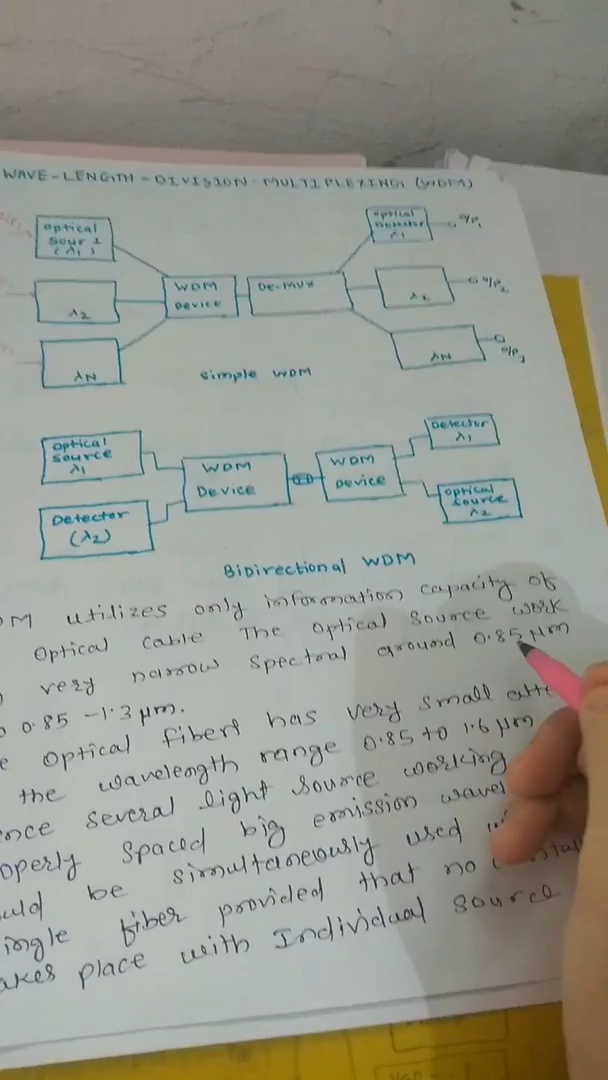 WAVE-LENGTH-DIVISION-MULTIPLEXING (WDM)
Optical
Detector
λ1
O/P1
Optical
Sour
(λ1)
WDM
Device
De-MUX
λ2
O/P2
λ2
λN
λN
O/P3
Simple WDM
Optical
Source
λ1
WDM
Device
WDM
Device
Detector
λ1
Detector
(λ2)
Optical
Source
λ2
BiDirectional WDM
utilizes only information capacity of
Optical cable The Optical Source work
very narrow spectral around 0.85 μm
0.85 - 1.3 μm.
Optical fibers has very small
the wavelength range 0.85 to 1.6 μm
several light source working
spaced big emission
be simultaneously used
fiber provided that no
place with Individual source